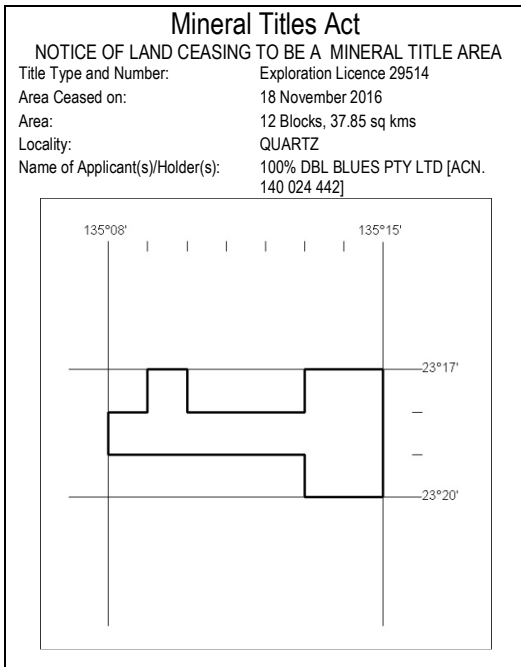 Mineral Titles Act
NOTICE OF LAND CEASING TO BE A MINERAL TITLE AREA
Title Type and Number: Exploration Licence 29514
Area Ceased on: 18 November 2016
Area: 12 Blocks, 37.85 sq kms
Locality: QUARTZ
Name of Applicant(s)/Holder(s): 100% DBL BLUES PTY LTD [ACN.
140 024 442]
135°08' 135°15'
23°17'
23°20'